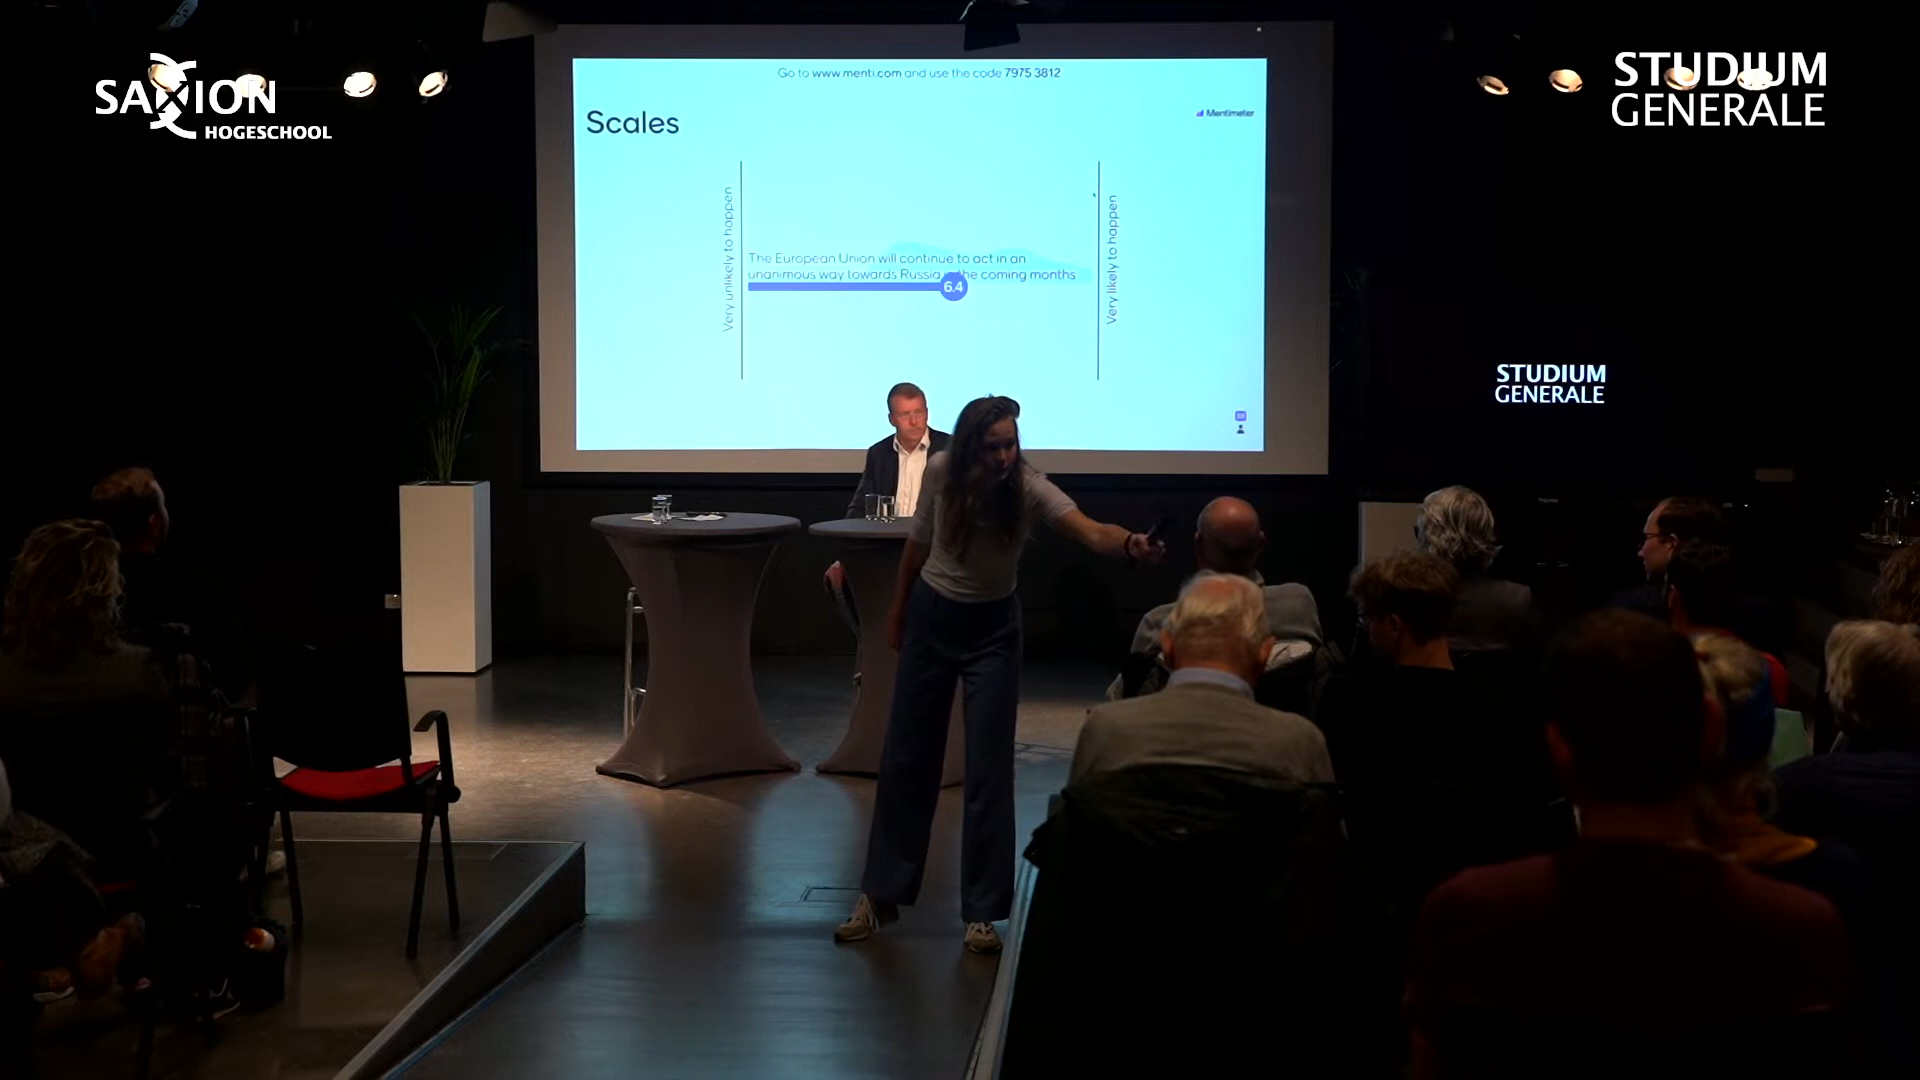 SAXION
HOGESCHOOL
STUDIUM
GENERALE
Go to www.menti.com and use the code 7975 3812
Scales
Mentimeter
Very unlikely to happen
The European Union will continue to act in an
unanimous way towards Russia in the coming months
6.4
Very likely to happen
STUDIUM
GENERALE